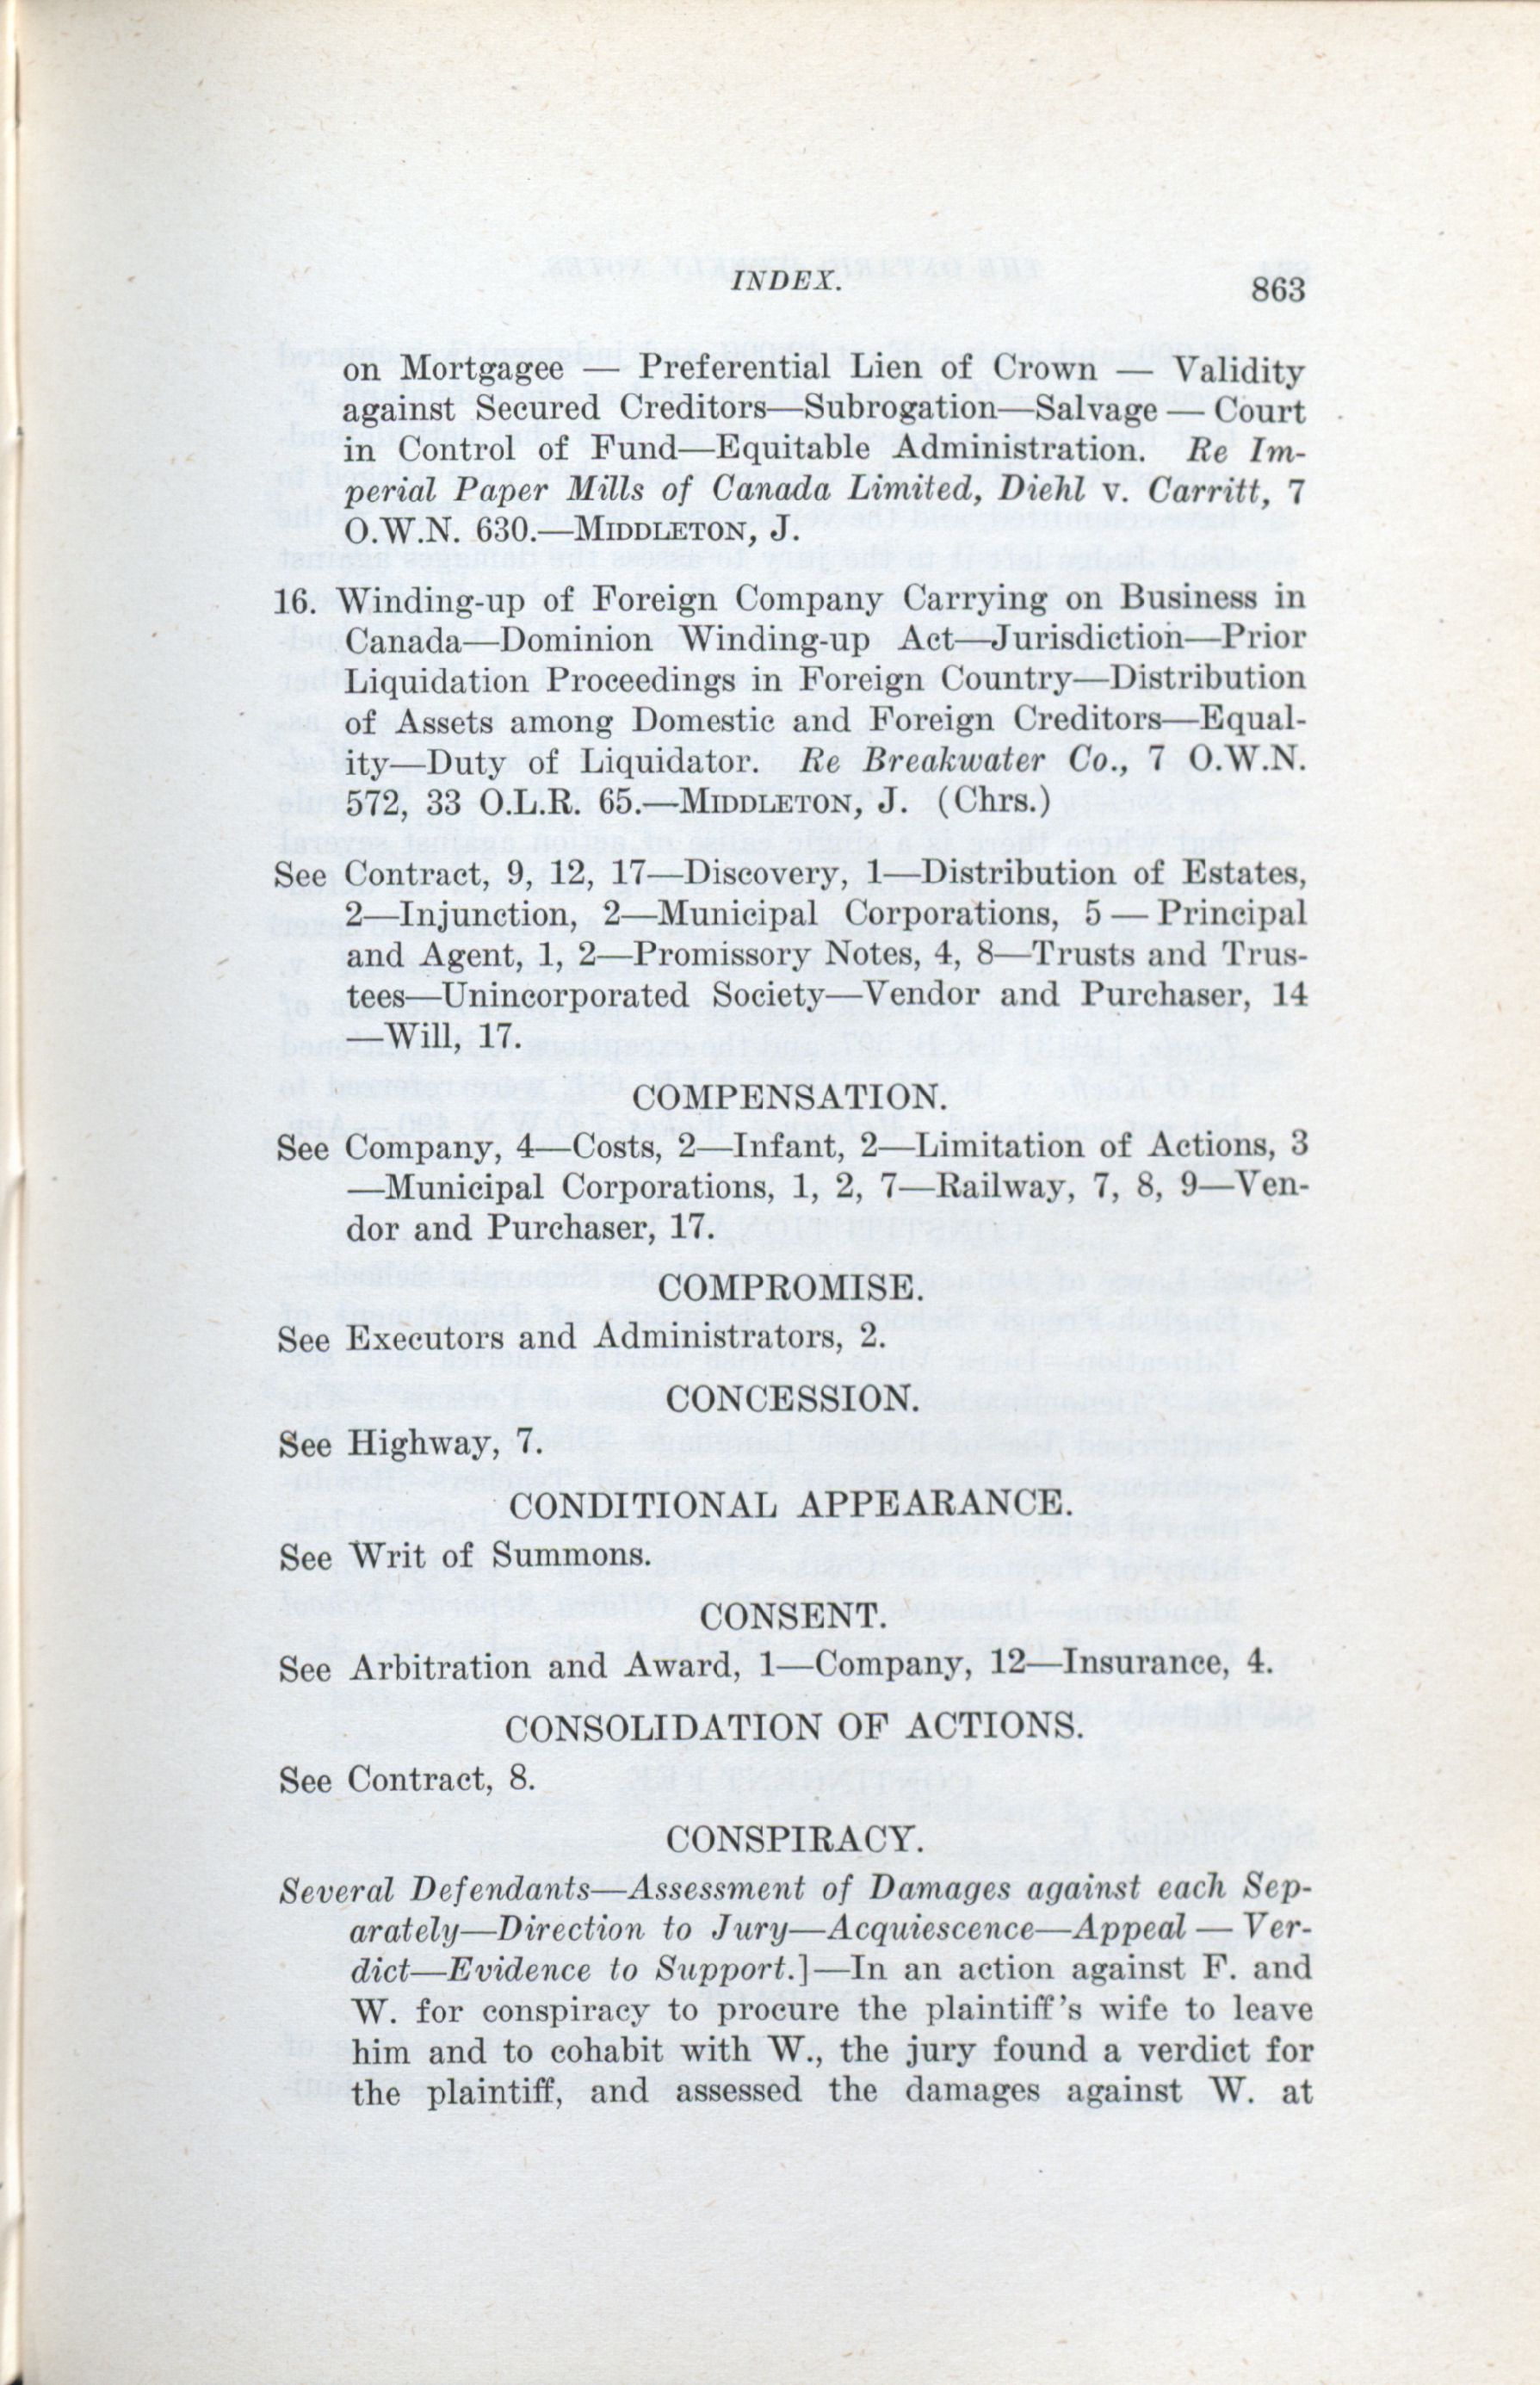 INDEX.
863
on Mortgagee — Preferential Lien of Crown — Validity
against Secured Creditors—Subrogation—Salvage — Court
in Control of Fund—Equitable Administration. Re Im-
perial Paper Mills of Canada Limited, Diehl v. Carritt, 7
O.W.N. 630.—MIDDLETON, J.
16. Winding-up of Foreign Company Carrying on Business in
Canada—Dominion Winding-up Act—Jurisdiction—Prior
Liquidation Proceedings in Foreign Country—Distribution
of Assets among Domestic and Foreign Creditors—Equal-
ity—Duty of Liquidator. Re Breakwater Co., 7 O.W.N.
572, 33 O.L.R. 65.—MIDDLETON, J. (Chrs.)
See Contract, 9, 12, 17—Discovery, 1—Distribution of Estates,
2—Injunction, 2—Municipal Corporations, 5 — Principal
and Agent, 1, 2—Promissory Notes, 4, 8—Trusts and Trus-
tees—Unincorporated Society—Vendor and Purchaser, 14
—Will, 17.
COMPENSATION.
See Company, 4—Costs, 2—Infant, 2—Limitation of Actions, 3
—Municipal Corporations, 1, 2, 7—Railway, 7, 8, 9—Ven-
dor and Purchaser, 17.
COMPROMISE.
See Executors and Administrators, 2.
CONCESSION.
See Highway, 7.
CONDITIONAL APPEARANCE.
See Writ of Summons.
CONSENT.
See Arbitration and Award, 1—Company, 12—Insurance, 4.
CONSOLIDATION OF ACTIONS.
See Contract, 8.
CONSPIRACY.
Several Defendants—Assessment of Damages against each Sep-
arately—Direction to Jury—Acquiescence—Appeal — Ver-
dict—Evidence to Support.]—In an action against F. and
W. for conspiracy to procure the plaintiff's wife to leave
him and to cohabit with W., the jury found a verdict for
the plaintiff, and assessed the damages against W. at